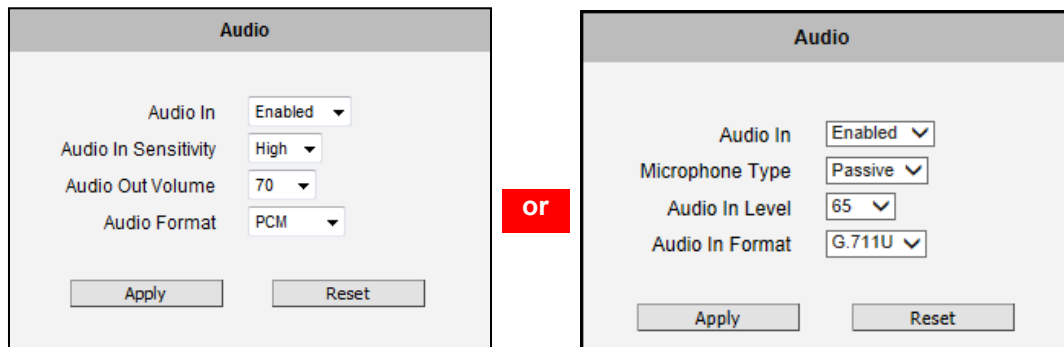 Audio
Audio In Enabled
Audio In Sensitivity High
Audio Out Volume 70
Audio Format PCM
Apply Reset
or
Audio
Audio In Enabled
Microphone Type Passive
Audio In Level 65
Audio In Format G.711U
Apply Reset